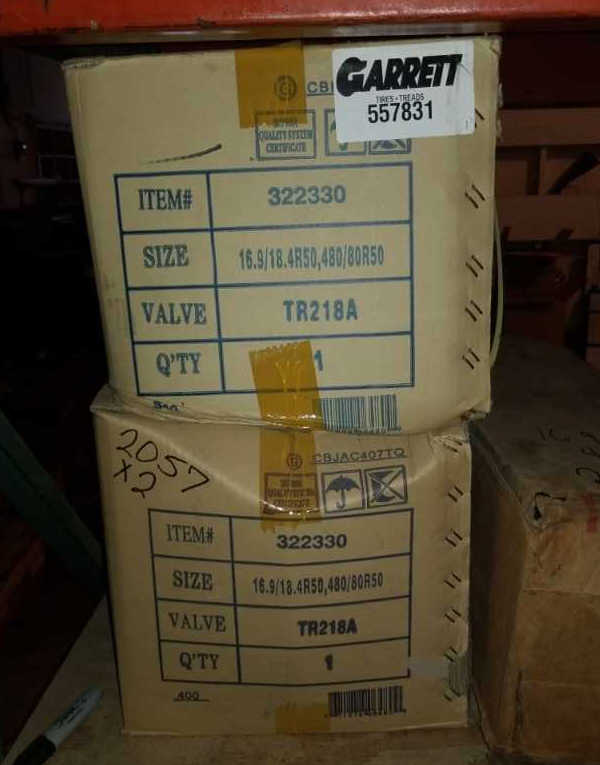 GARRETT
TIRES • TREADS
557831
QUALITY SYSTEM
CERTIFICATE
ITEM# 322330
SIZE 16.9/18.4R50,480/80R50
VALVE TR218A
Q'TY 1
2057
x2
CBJAC407TQ
ITEM# 322330
SIZE 16.9/18.4R50,480/80R50
VALVE TR218A
Q'TY 1
400